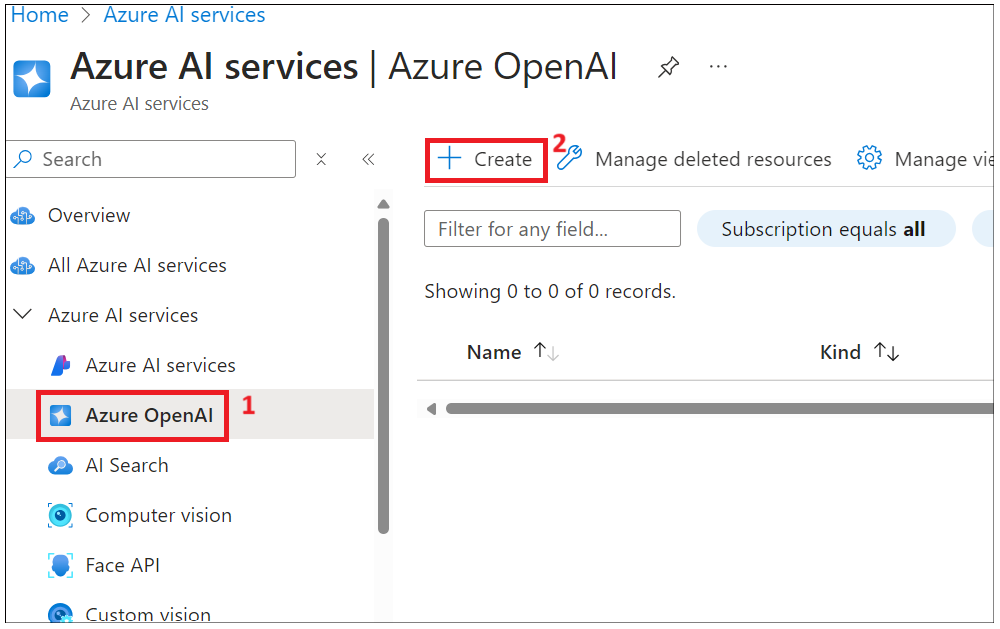 Home > Azure AI services
Azure AI services | Azure OpenAI ...
Azure AI services
Search
Overview
All Azure AI services
Azure AI services
Azure AI services
Azure OpenAI 1
AI Search
Computer vision
Face API
Custom vision
+ Create 2 Manage deleted resources Manage vie
Filter for any field... Subscription equals all
Showing 0 to 0 of 0 records.
Name ↑↓ Kind ↑↓